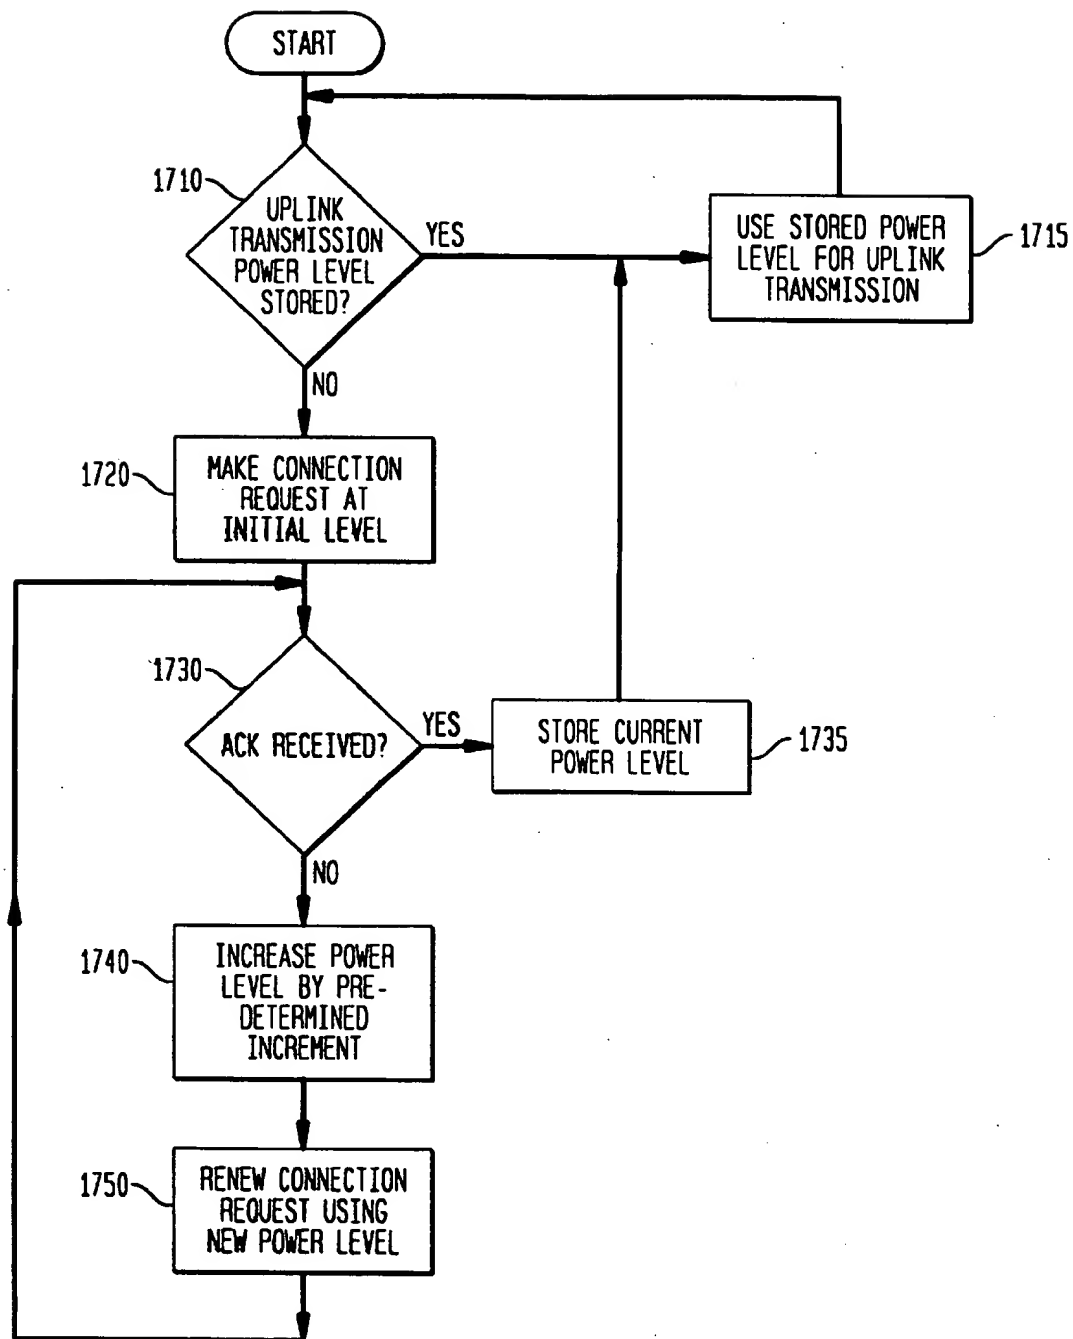 START
1710
UPLINK
TRANSMISSION
POWER LEVEL
STORED?
YES
USE STORED POWER
LEVEL FOR UPLINK
TRANSMISSION
1715
NO
1720
MAKE CONNECTION
REQUEST AT
INITIAL LEVEL
1730
ACK RECEIVED?
YES
STORE CURRENT
POWER LEVEL
1735
NO
1740
INCREASE POWER
LEVEL BY PRE-
DETERMINED
INCREMENT
1750
RENEW CONNECTION
REQUEST USING
NEW POWER LEVEL